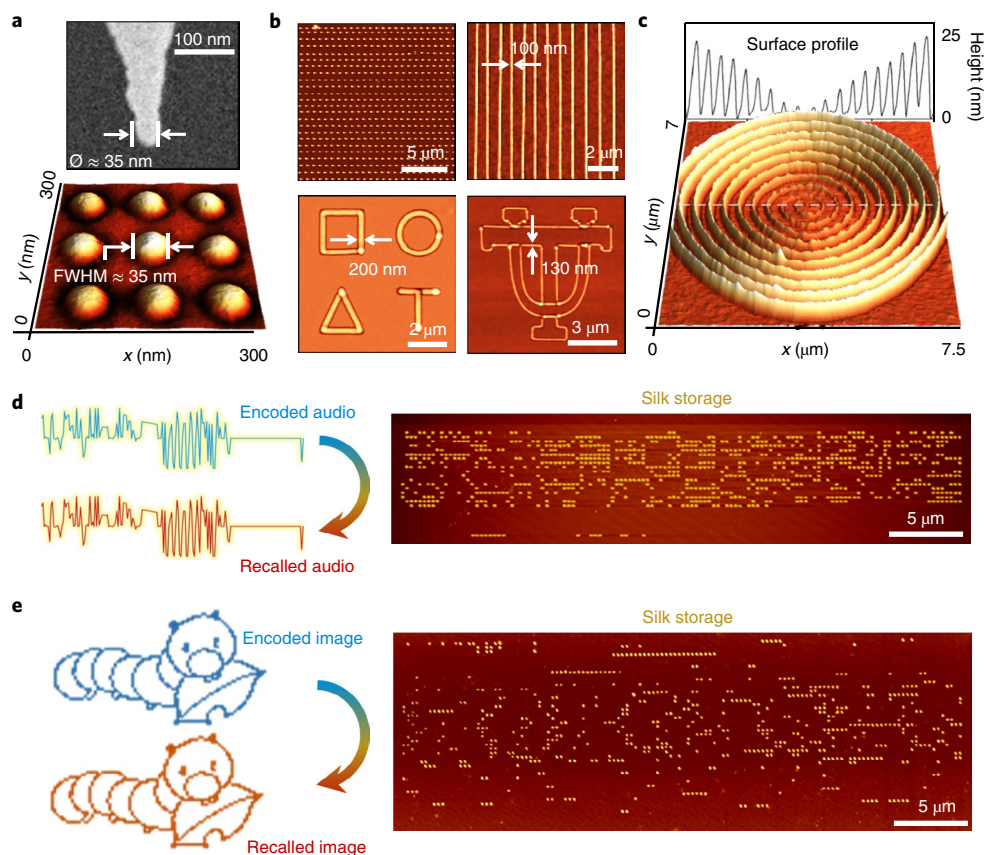 a
100 nm
Ø ≈ 35 nm
300
y (nm)
FWHM ≈ 35 nm
0
0
x (nm)
300
b
5 μm
100 nm
2 μm
200 nm
2 μm
130 nm
3 μm
c
Surface profile
25
Height (nm)
0
7
y (μm)
0
0
x (μm)
7.5
d
Encoded audio
Recalled audio
Silk storage
5 μm
e
Encoded image
Recalled image
Silk storage
5 μm